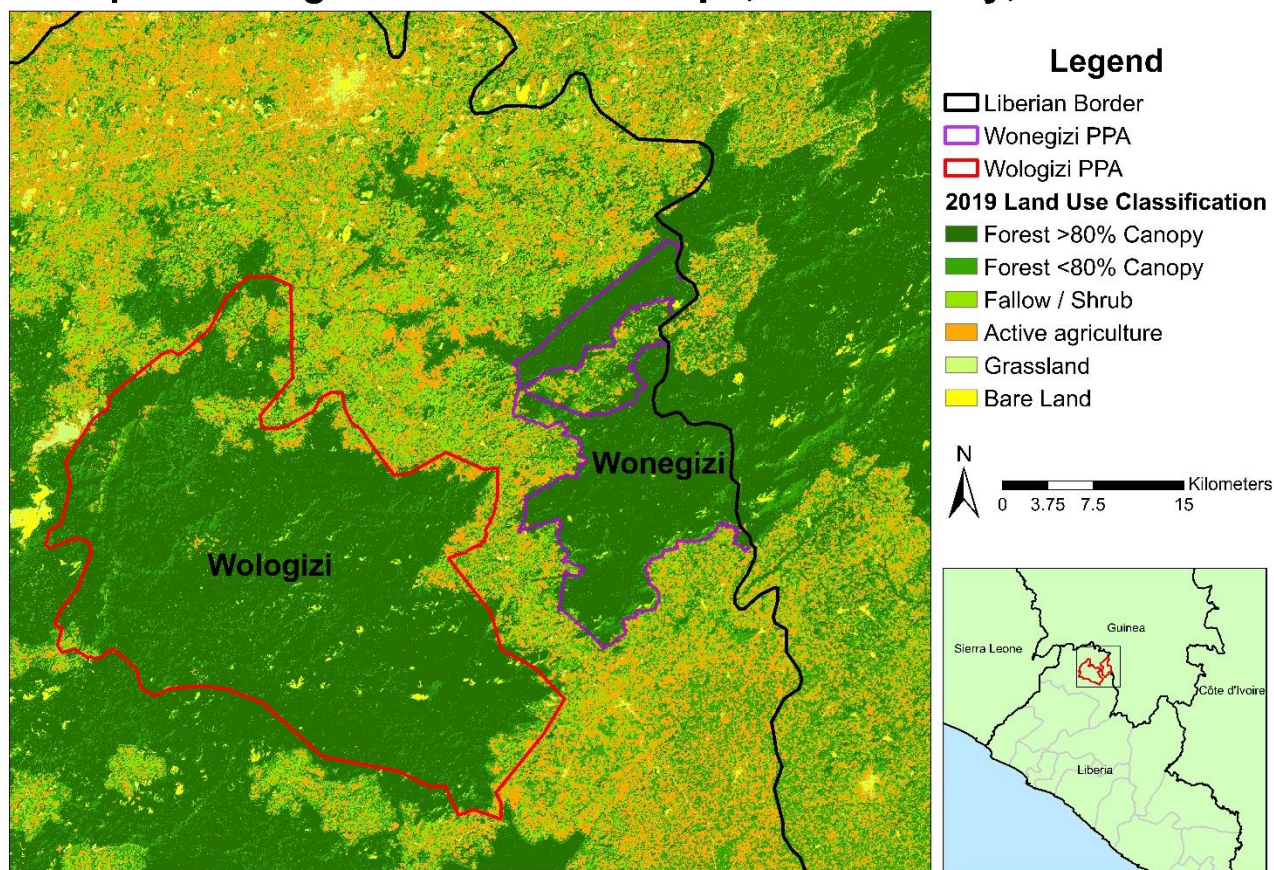 Legend
Liberian Border
Wonegizi PPA
Wologizi PPA
2019 Land Use Classification
Forest >80% Canopy
Forest <80% Canopy
Fallow / Shrub
Active agriculture
Grassland
Bare Land
N
Kilometers
0 3.75 7.5 15
Wonegizi
Wologizi
Guinea
Sierra Leone
Côte d'Ivoire
Liberia